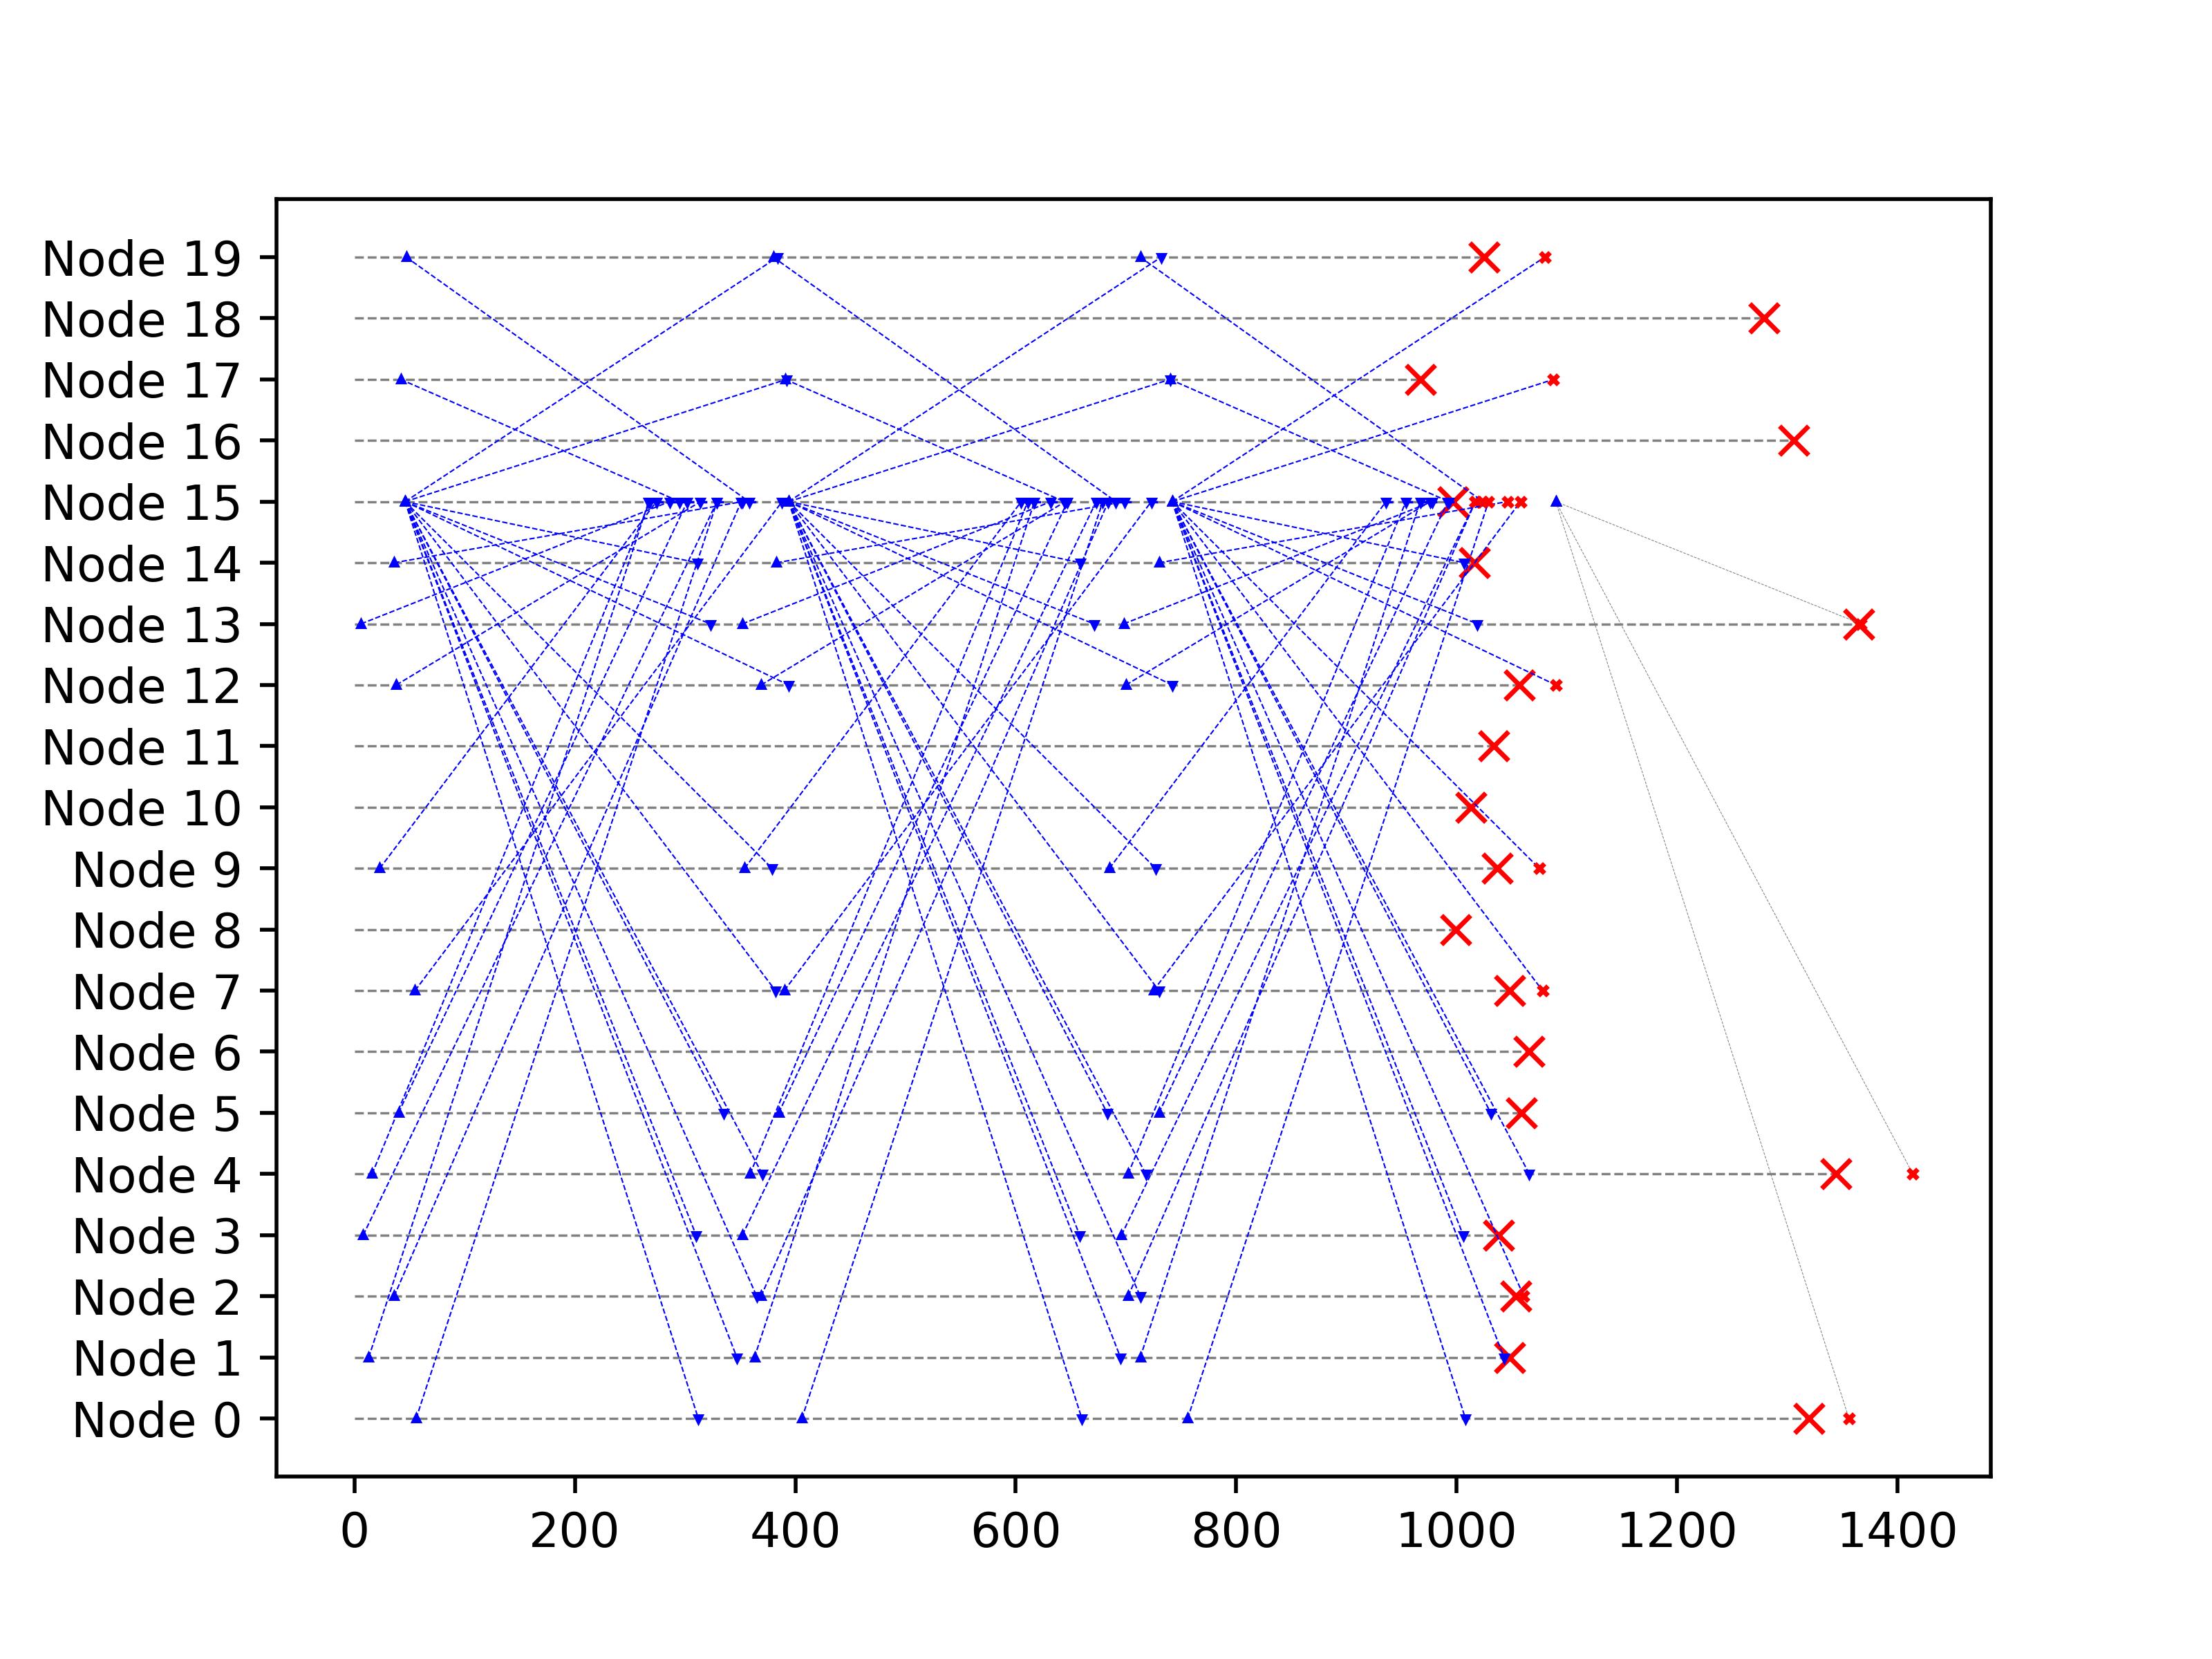 Node 19
Node 18
Node 17
Node 16
Node 15
Node 14
Node 13
Node 12
Node 11
Node 10
Node 9
Node 8
Node 7
Node 6
Node 5
Node 4
Node 3
Node 2
Node 1
Node 0
0 200 400 600 800 1000 1200 1400